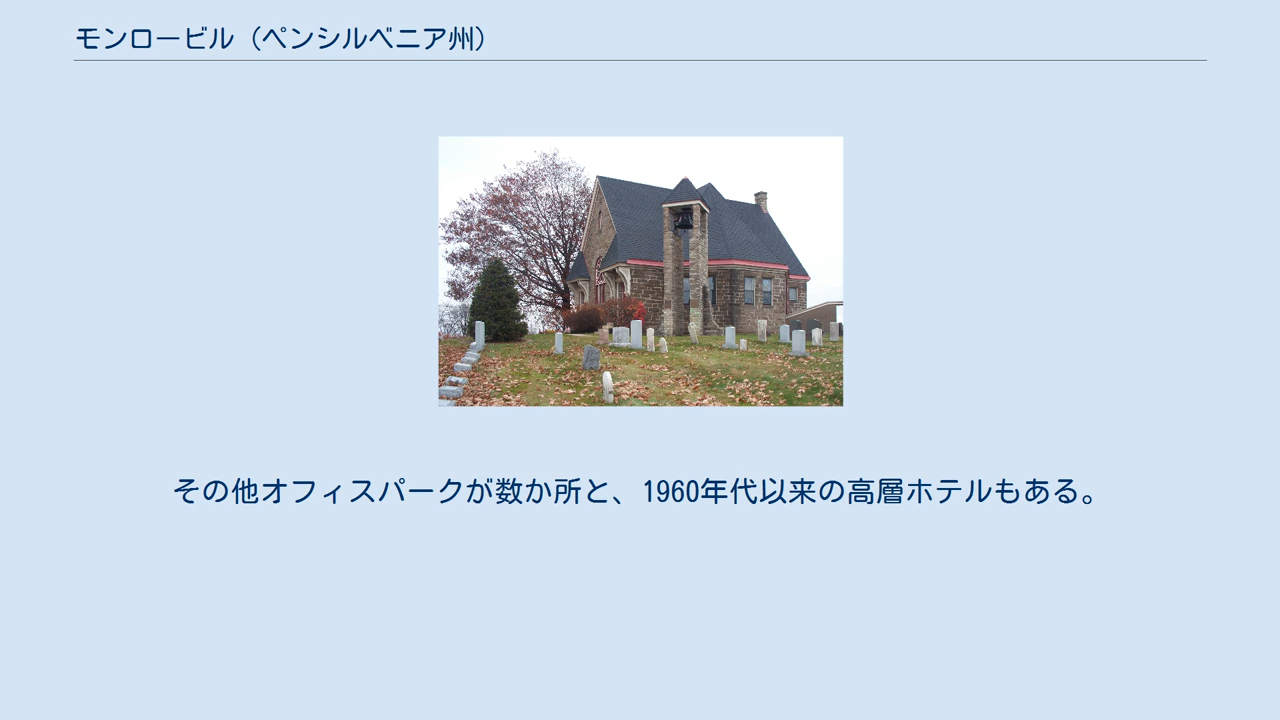 モンロービル（ペンシルベニア州）
その他オフィスパークが数か所と、1960年代以来の高層ホテルもある。